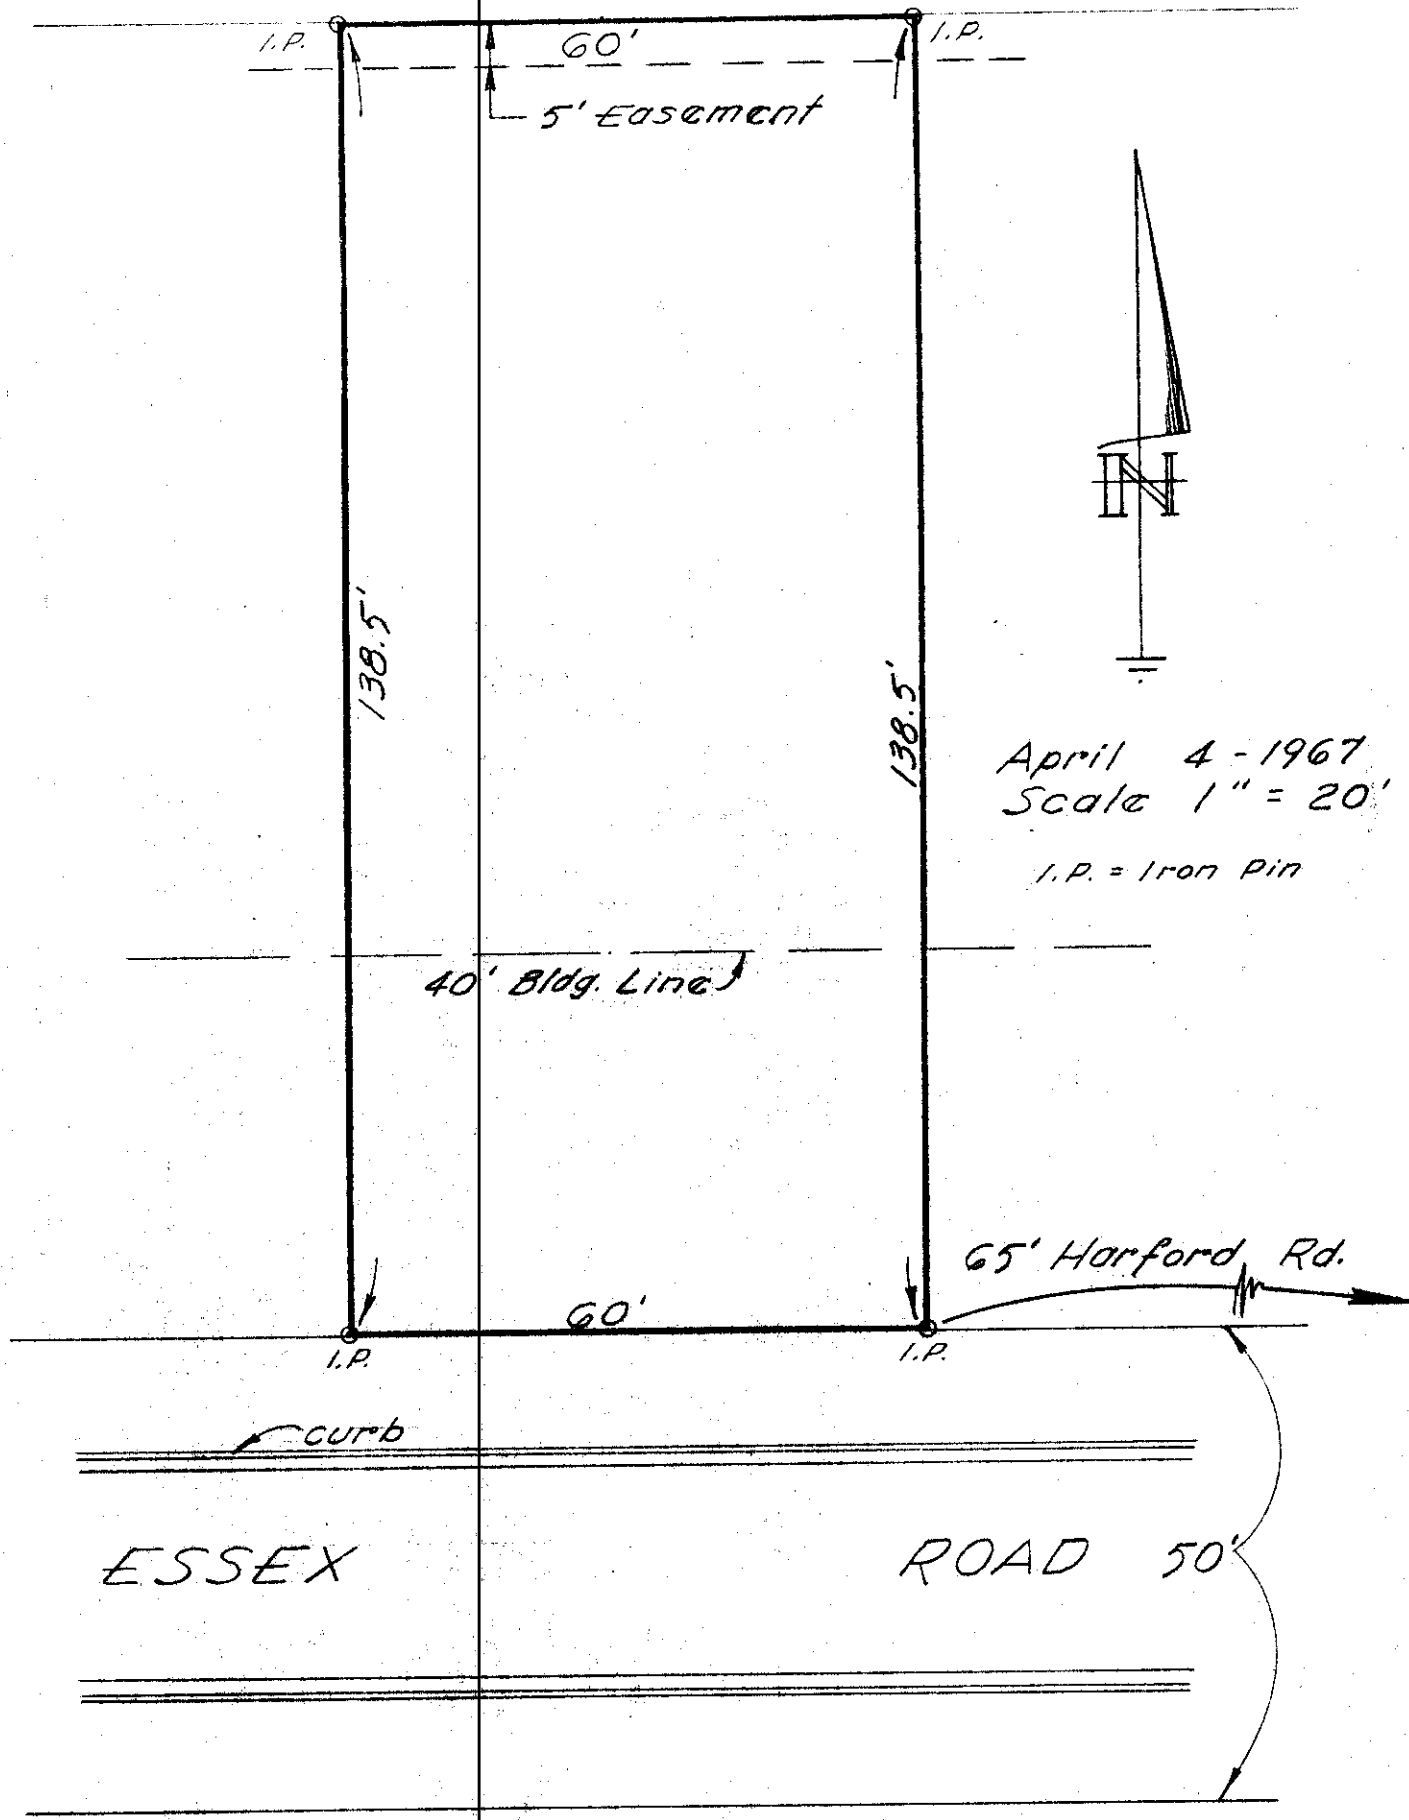 I.P.
60'
I.P.
5' Easement
N
138.5'
138.5'
April 4 - 1967
Scale 1" = 20'
I.P. = Iron Pin
40' Bldg. Line
65' Harford Rd.
60'
I.P.
I.P.
curb
ESSEX ROAD 50'